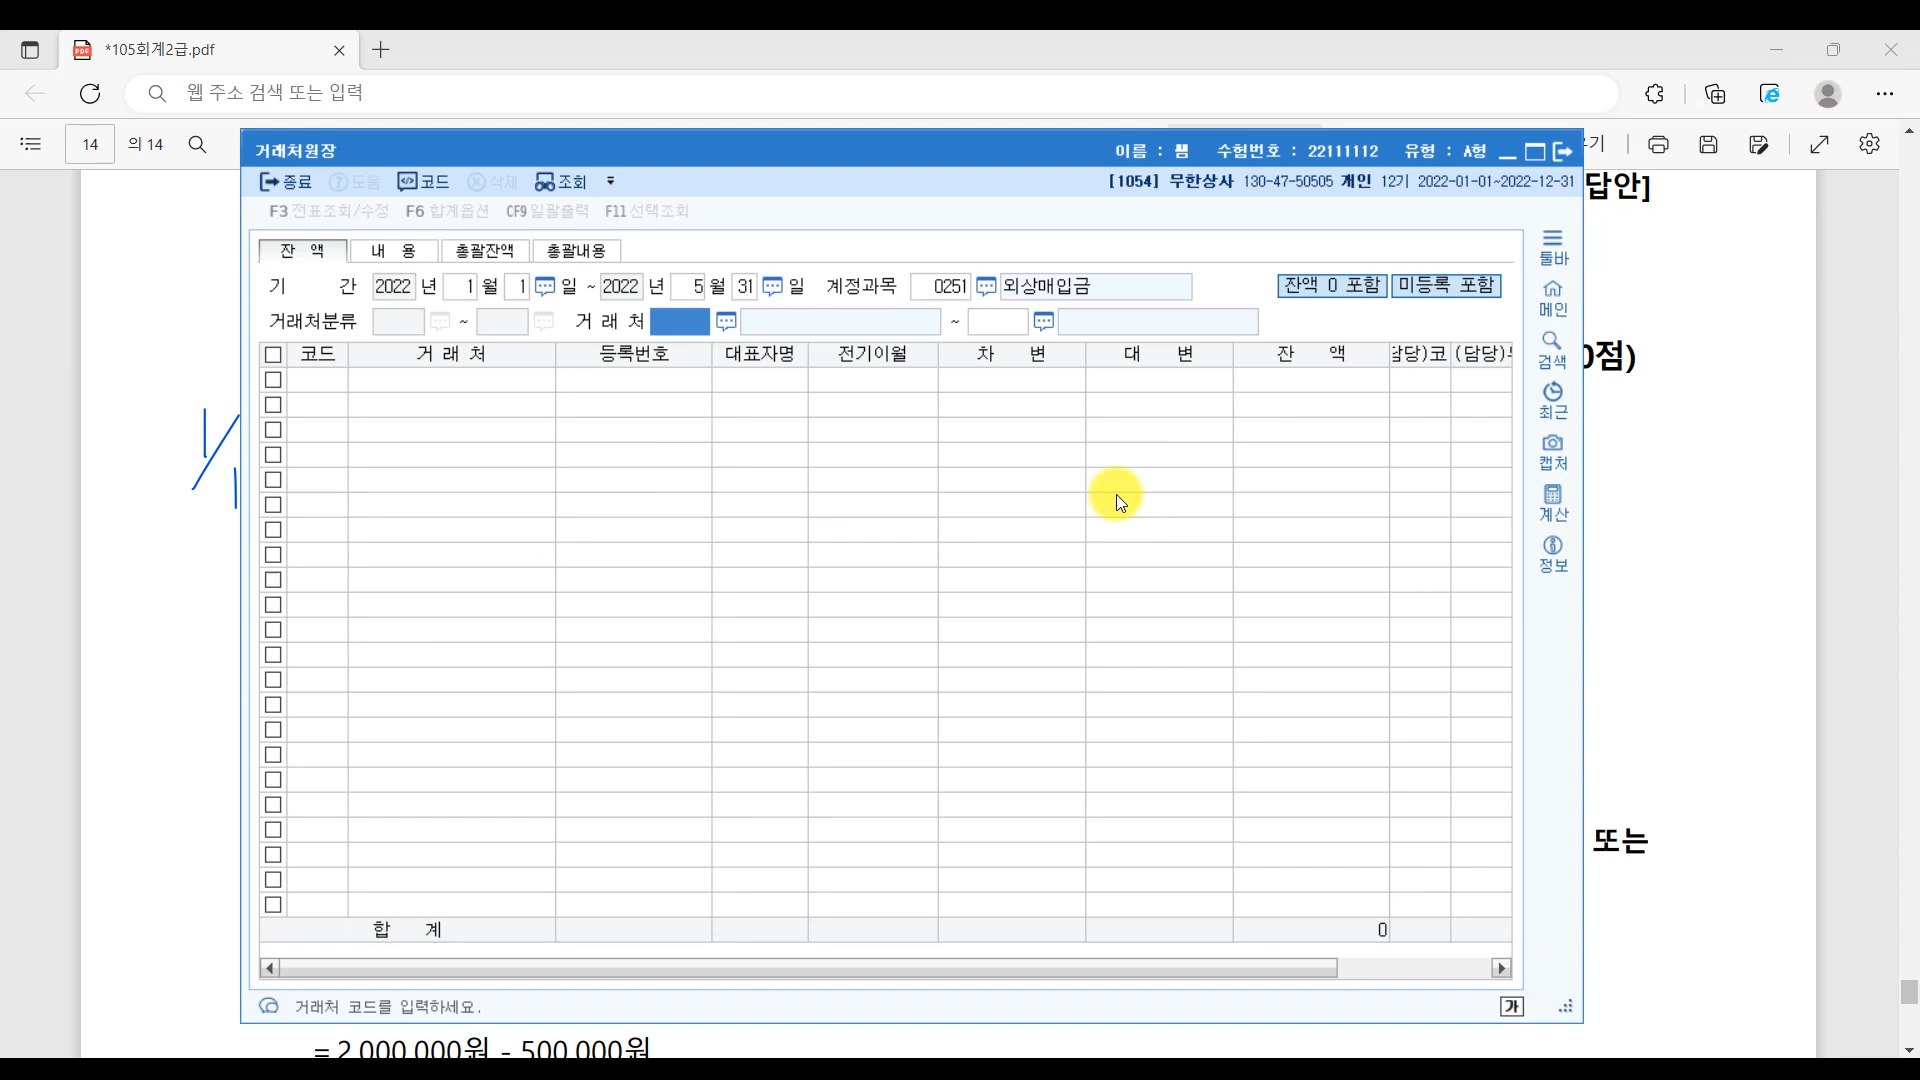 *105회계2급.pdf
웹 주소 검색 또는 입력
14 의 14
답안]
0점)
또는
= 2,000,000원 - 500,000원
거래처원장 이름 : 쌤 수험번호 : 22111112 유형 : A형
종료 도움 코드 삭제 조회 [1054] 무한상사 130-47-50505 개인 12기 2022-01-01~2022-12-31
F3 전표조회/수정 F6 합계옵션 CF9 일괄출력 F11 선택조회
잔 액 내 용 총괄잔액 총괄내용
기 간 2022 년 1 월 1 일 ~ 2022 년 5 월 31 일 계정과목 0251 외상매입금 잔액 0 포함 미등록 포함
거래처분류 ~ 거 래 처 ~
코드 거 래 처 등록번호 대표자명 전기이월 차 변 대 변 잔 액 담당)코 (담당)
합 계 0
거래처 코드를 입력하세요.
가
툴바
메인
검색
최근
캡처
계산
정보